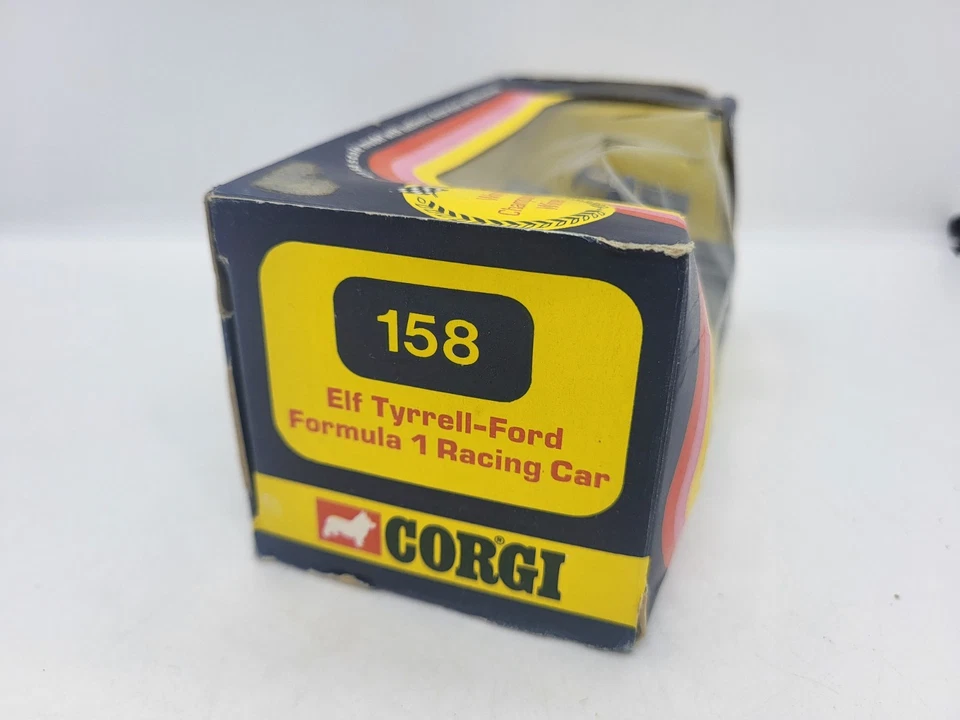 158
Elf Tyrrell-Ford
Formula 1 Racing Car
CORGI®